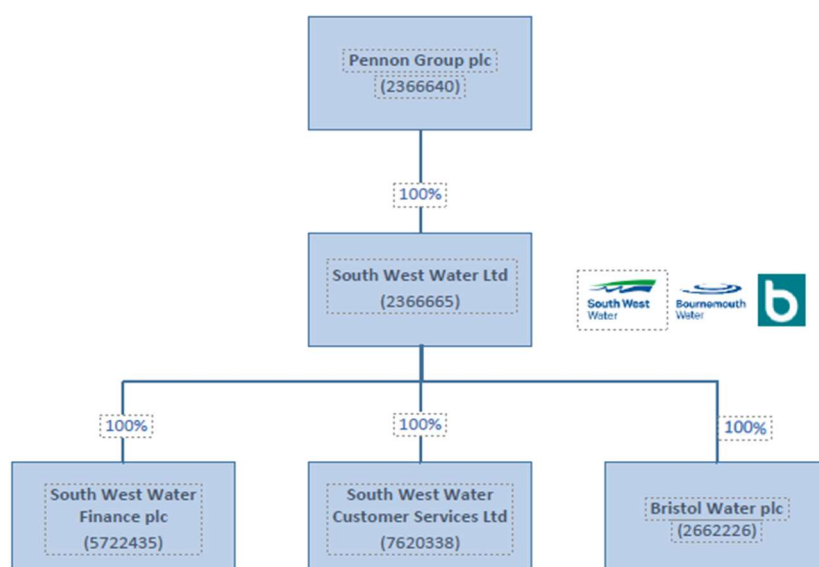 Pennon Group plc
(2366640)
100%
South West Water Ltd
(2366665)
South West
Water
Bournemouth
Water
b
100%
100%
100%
South West Water
Finance plc
(5722435)
South West Water
Customer Services Ltd
(7620338)
Bristol Water plc
(2662226)